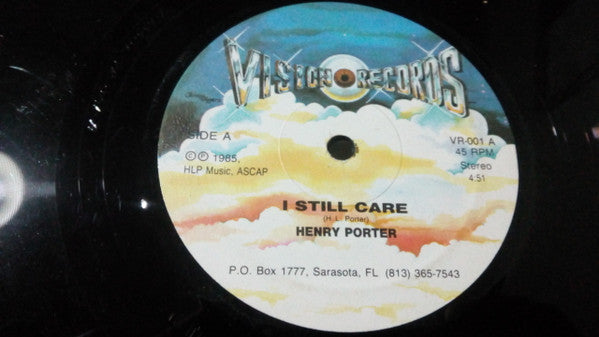 VISION RECORDS
SIDE A
VR-001 A
45 RPM
Stereo
4:51
© ℗ 1985,
HLP Music, ASCAP
I STILL CARE
(H.L. Porter)
HENRY PORTER
P.O. Box 1777, Sarasota, FL (813) 365-7543